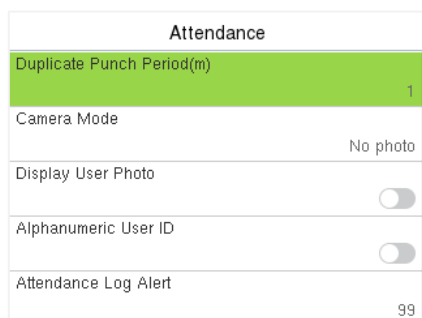 Attendance
Duplicate Punch Period(m)
1
Camera Mode
No photo
Display User Photo
Alphanumeric User ID
Attendance Log Alert
99